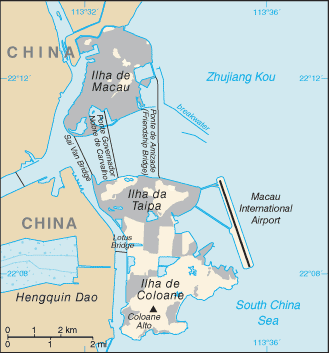 113°36'
113°36'
CHINA
22°12'
22°12'
Ilha de
Macau
Zhujiang Kou
breakwater
Sai Van Bridge
Ponte Governador
Nobre de Carvalho
Ponte de Amizade
(Friendship Bridge)
Ilha da
Taipa
Macau
International
Airport
CHINA
Lotus
Bridge
22°08'
22°08'
Hengquin Dao
Ilha de
Coloane
Coloane
Alto
South China
Sea
0 1 2 km
0 1 2 mi